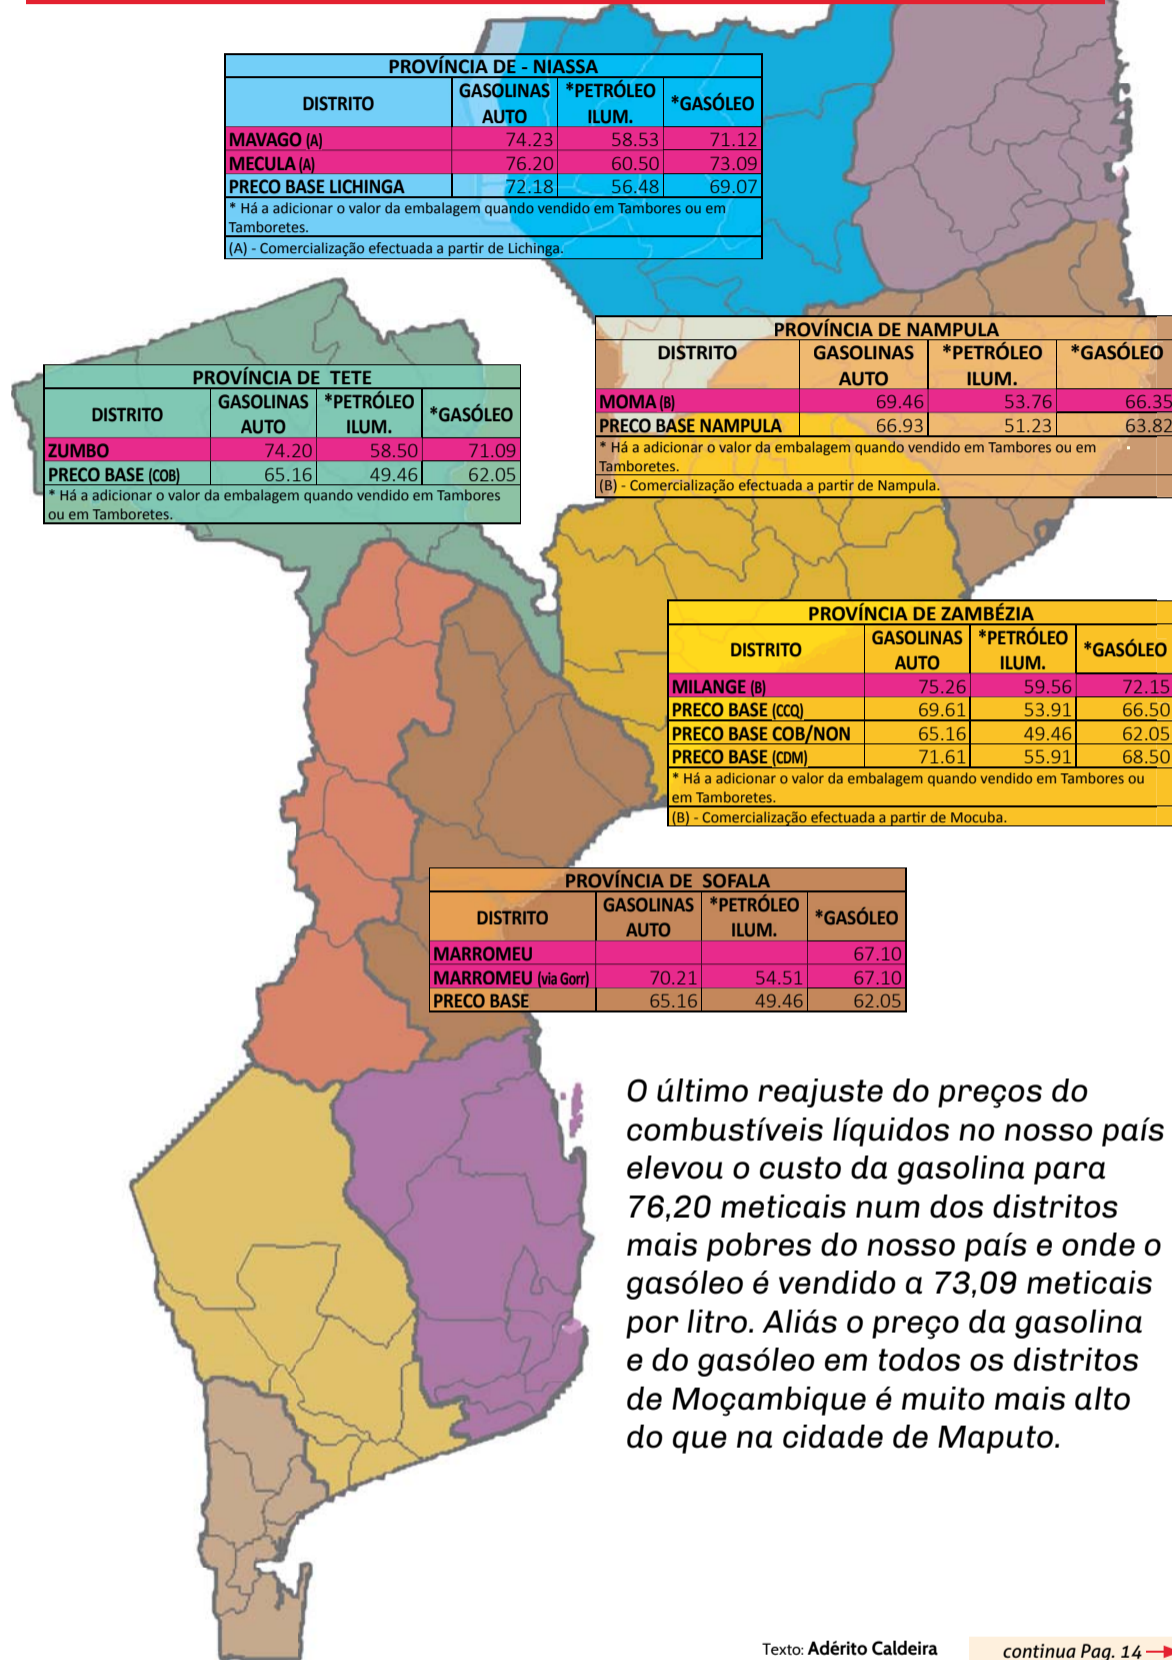 PROVÍNCIA DE - NIASSA
DISTRITO GASOLINAS AUTO *PETRÓLEO ILUM. *GASÓLEO
MAVAGO (A) 74.23 58.53 71.12
MECULA (A) 76.20 60.50 73.09
PRECO BASE LICHINGA 72.18 56.48 69.07
* Há a adicionar o valor da embalagem quando vendido em Tambores ou em
Tamboretes.
(A) - Comercialização efectuada a partir de Lichinga.
PROVÍNCIA DE NAMPULA
DISTRITO GASOLINAS AUTO *PETRÓLEO ILUM. *GASÓLEO
MOMA (B) 69.46 53.76 66.35
PRECO BASE NAMPULA 66.93 51.23 63.82
* Há a adicionar o valor da embalagem quando vendido em Tambores ou em
Tamboretes.
(B) - Comercialização efectuada a partir de Nampula.
PROVÍNCIA DE TETE
DISTRITO GASOLINAS AUTO *PETRÓLEO ILUM. *GASÓLEO
ZUMBO 74.20 58.50 71.09
PRECO BASE (COB) 65.16 49.46 62.05
* Há a adicionar o valor da embalagem quando vendido em Tambores
ou em Tamboretes.
PROVÍNCIA DE ZAMBÉZIA
DISTRITO GASOLINAS AUTO *PETRÓLEO ILUM. *GASÓLEO
MILANGE (B) 75.26 59.56 72.15
PRECO BASE (CCQ) 69.61 53.91 66.50
PRECO BASE COB/NON 65.16 49.46 62.05
PRECO BASE (CDM) 71.61 55.91 68.50
* Há a adicionar o valor da embalagem quando vendido em Tambores ou
em Tamboretes.
(B) - Comercialização efectuada a partir de Mocuba.
PROVÍNCIA DE SOFALA
DISTRITO GASOLINAS AUTO *PETRÓLEO ILUM. *GASÓLEO
MARROMEU 67.10
MARROMEU (via Gorr) 70.21 54.51 67.10
PRECO BASE 65.16 49.46 62.05
O último reajuste do preços do
combustíveis líquidos no nosso país
elevou o custo da gasolina para
76,20 meticais num dos distritos
mais pobres do nosso país e onde o
gasóleo é vendido a 73,09 meticais
por litro. Aliás o preço da gasolina
e do gasóleo em todos os distritos
de Moçambique é muito mais alto
do que na cidade de Maputo.
Texto: Adérito Caldeira
continua Pag. 14